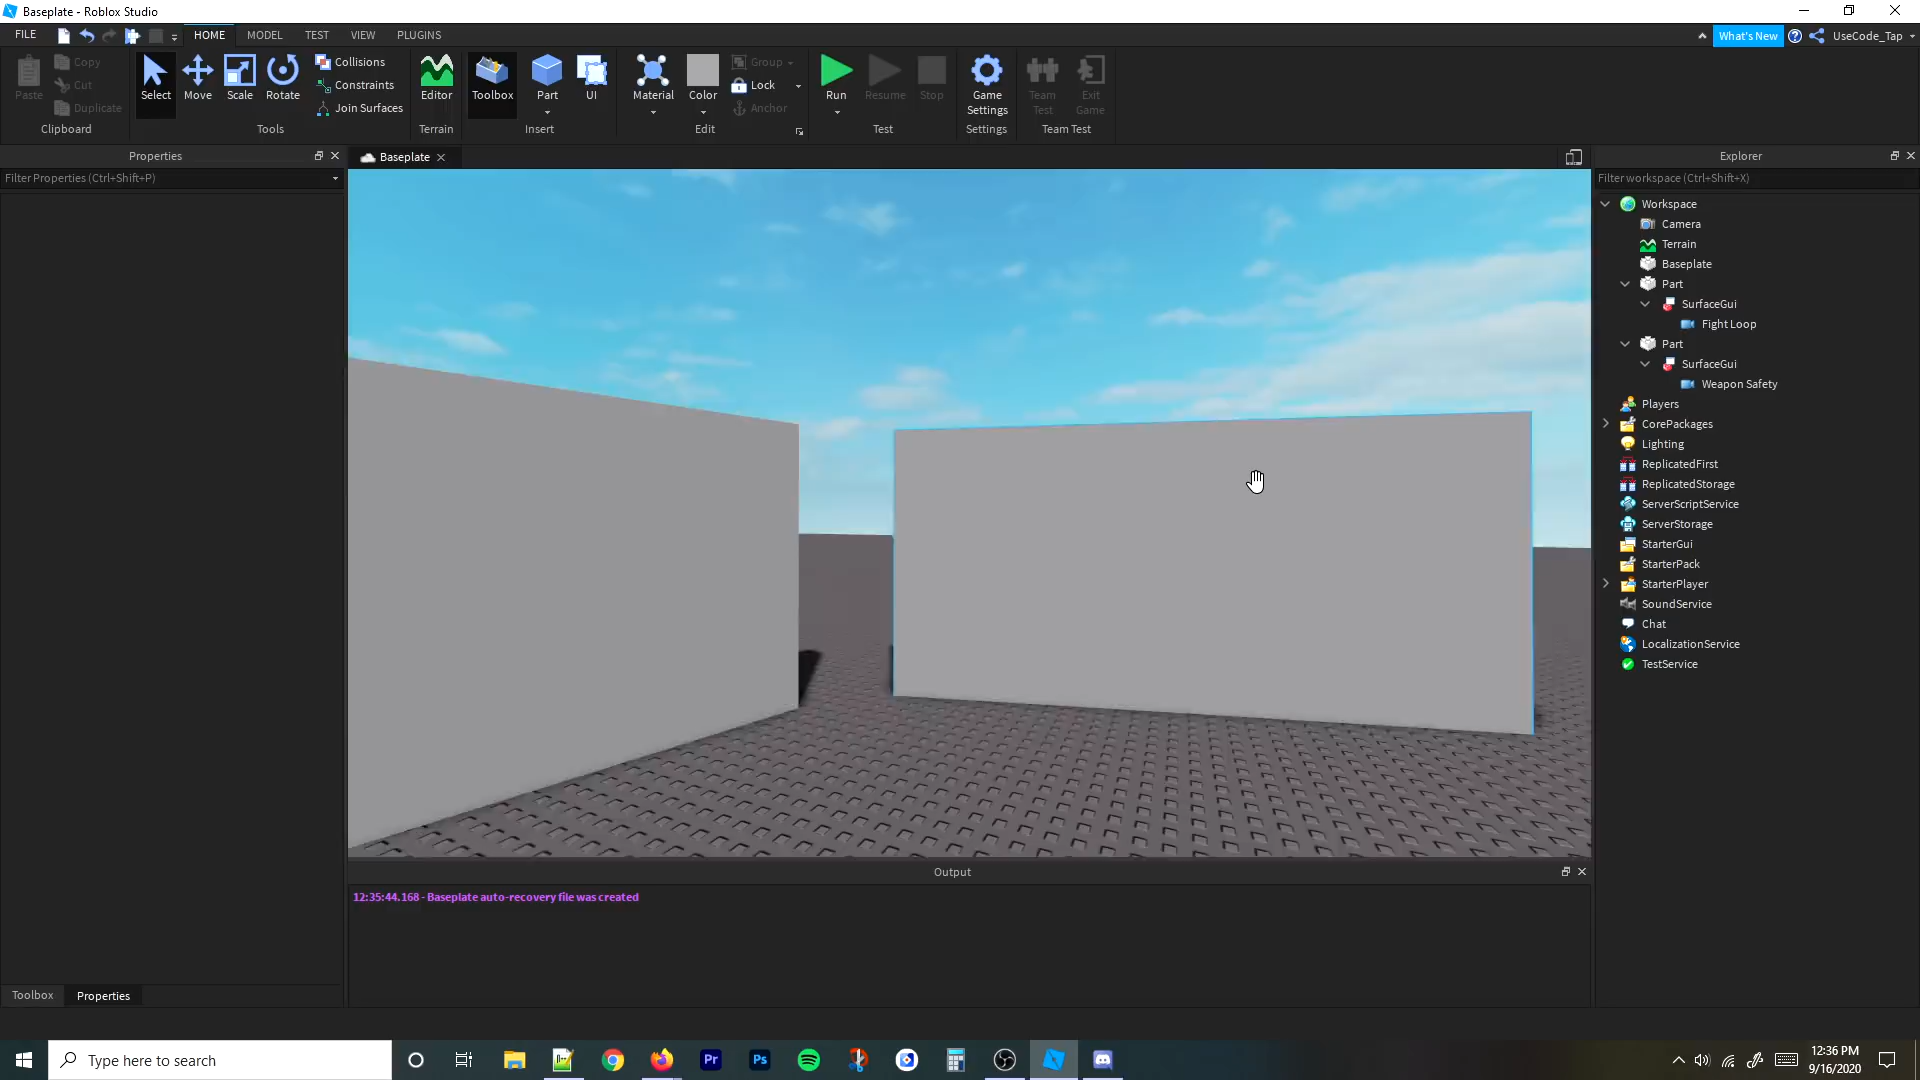 Baseplate - Roblox Studio
FILE
HOME
MODEL
TEST
VIEW
PLUGINS
What's New
UseCode_Tap
Paste
Copy
Cut
Duplicate
Clipboard
Select
Move
Scale
Rotate
Collisions
Constraints
Join Surfaces
Tools
Editor
Terrain
Toolbox
Part
UI
Insert
Material
Color
Group
Lock
Anchor
Edit
Run
Resume
Stop
Test
Game
Settings
Settings
Team
Test
Exit
Game
Team Test
Properties
Filter Properties (Ctrl+Shift+P)
Baseplate
Explorer
Filter workspace (Ctrl+Shift+X)
Workspace
Camera
Terrain
Baseplate
Part
SurfaceGui
Fight Loop
Part
SurfaceGui
Weapon Safety
Players
CorePackages
Lighting
ReplicatedFirst
ReplicatedStorage
ServerScriptService
ServerStorage
StarterGui
StarterPack
StarterPlayer
SoundService
Chat
LocalizationService
TestService
Output
12:35:44.168 - Baseplate auto-recovery file was created
Toolbox
Properties
Type here to search
Pr
Ps
12:36 PM
9/16/2020